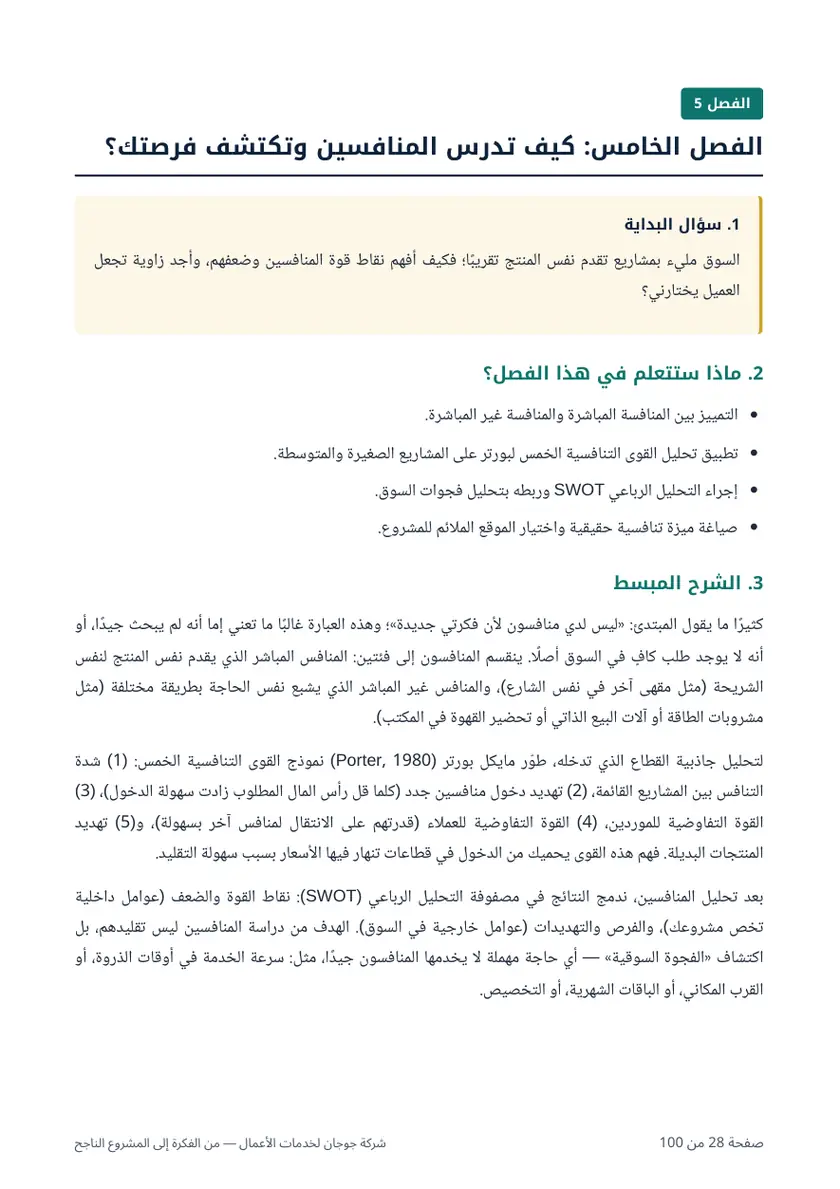 الفصل 5
الفصل الخامس: كيف تدرس المنافسين وتكتشف فرصتك؟
1. سؤال البداية
السوق مليء بمشاريع تقدم نفس المنتج تقريبًا؛ فكيف أفهم نقاط قوة المنافسين وضعفهم، وأجد زاوية تجعل
العميل يختارني؟
2. ماذا ستتعلم في هذا الفصل؟
• التمييز بين المنافسة المباشرة والمنافسة غير المباشرة.
• تطبيق تحليل القوى التنافسية الخمس لبورتر على المشاريع الصغيرة والمتوسطة.
• إجراء التحليل الرباعي SWOT وربطه بتحليل فجوات السوق.
• صياغة ميزة تنافسية حقيقية واختيار الموقع الملائم للمشروع.
3. الشرح المبسط
كثيرًا ما يقول المبتدئ: «ليس لدي منافسون لأن فكرتي جديدة»؛ وهذه العبارة غالبًا ما تعني إما أنه لم يبحث جيدًا، أو
أنه لا يوجد طلب كافٍ في السوق أصلًا. ينقسم المنافسون إلى فئتين: المنافس المباشر الذي يقدم نفس المنتج لنفس
الشريحة (مثل مقهى آخر في نفس الشارع)، والمنافس غير المباشر الذي يشبع نفس الحاجة بطريقة مختلفة (مثل
مشروبات الطاقة أو آلات البيع الذاتي أو تحضير القهوة في المكتب).
لتحليل جاذبية القطاع الذي تدخله، طوّر مايكل بورتر (Porter, 1980) نموذج القوى التنافسية الخمس: (1) شدة
التنافس بين المشاريع القائمة، (2) تهديد دخول منافسين جدد (كلما قل رأس المال المطلوب زادت سهولة الدخول)، (3)
القوة التفاوضية للموردين، (4) القوة التفاوضية للعملاء (قدرتهم على الانتقال لمنافس آخر بسهولة)، و(5) تهديد
المنتجات البديلة. فهم هذه القوى يحميك من الدخول في قطاعات تنهار فيها الأسعار بسبب سهولة التقليد.
بعد تحليل المنافسين، ندمج النتائج في مصفوفة التحليل الرباعي (SWOT): نقاط القوة والضعف (عوامل داخلية
تخص مشروعك)، والفرص والتهديدات (عوامل خارجية في السوق). الهدف من دراسة المنافسين ليس تقليدهم، بل
اكتشاف «الفجوة السوقية» — أي حاجة مهملة لا يخدمها المنافسون جيدًا، مثل: سرعة الخدمة في أوقات الذروة، أو
القرب المكاني، أو الباقات الشهرية، أو التخصيص.
صفحة 28 من 100
شركة جوجان لخدمات الأعمال — من الفكرة إلى المشروع الناجح